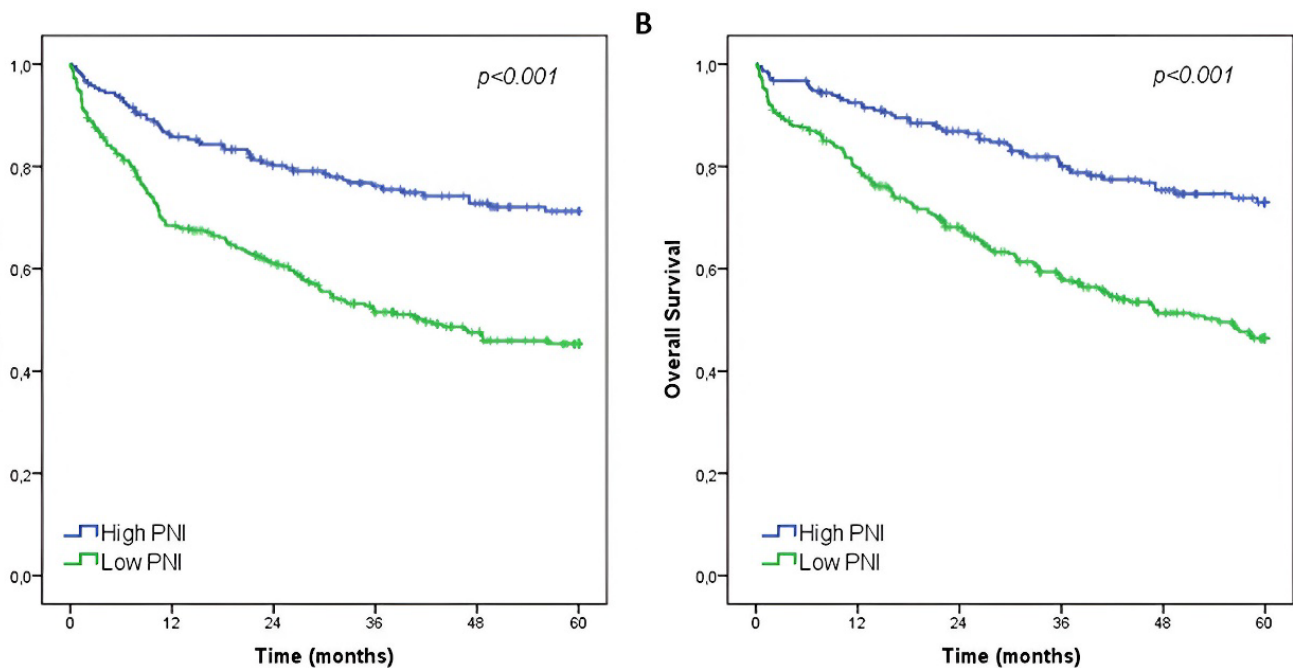 B
p<0.001
1,0
0,8
0,6
0,4
0,2
0,0
High PNI
Low PNI
0 12 24 36 48 60
Time (months)
p<0.001
Overall Survival
1,0
0,8
0,6
0,4
0,2
0,0
High PNI
Low PNI
0 12 24 36 48 60
Time (months)